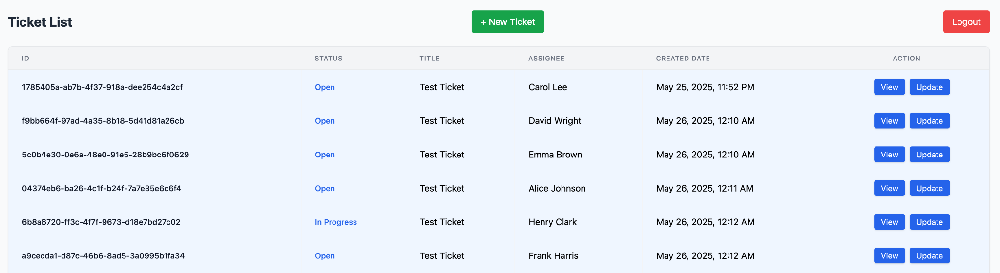 Ticket List
+ New Ticket
Logout
ID STATUS TITLE ASSIGNEE CREATED DATE ACTION
1785405a-ab7b-4f37-918a-dee254c4a2cf Open Test Ticket Carol Lee May 25, 2025, 11:52 PM View Update
f9bb664f-97ad-4a35-8b18-5d41d81a26cb Open Test Ticket David Wright May 26, 2025, 12:10 AM View Update
5c0b4e30-0e6a-48e0-91e5-28b9bc6f0629 Open Test Ticket Emma Brown May 26, 2025, 12:10 AM View Update
04374eb6-ba26-4c1f-b24f-7a7e35e6c6f4 Open Test Ticket Alice Johnson May 26, 2025, 12:11 AM View Update
6b8a6720-ff3c-4f7f-9673-d18e7bd27c02 In Progress Test Ticket Henry Clark May 26, 2025, 12:12 AM View Update
a9cecda1-d87c-46b6-8ad5-3a0995b1fa34 Open Test Ticket Frank Harris May 26, 2025, 12:12 AM View Update